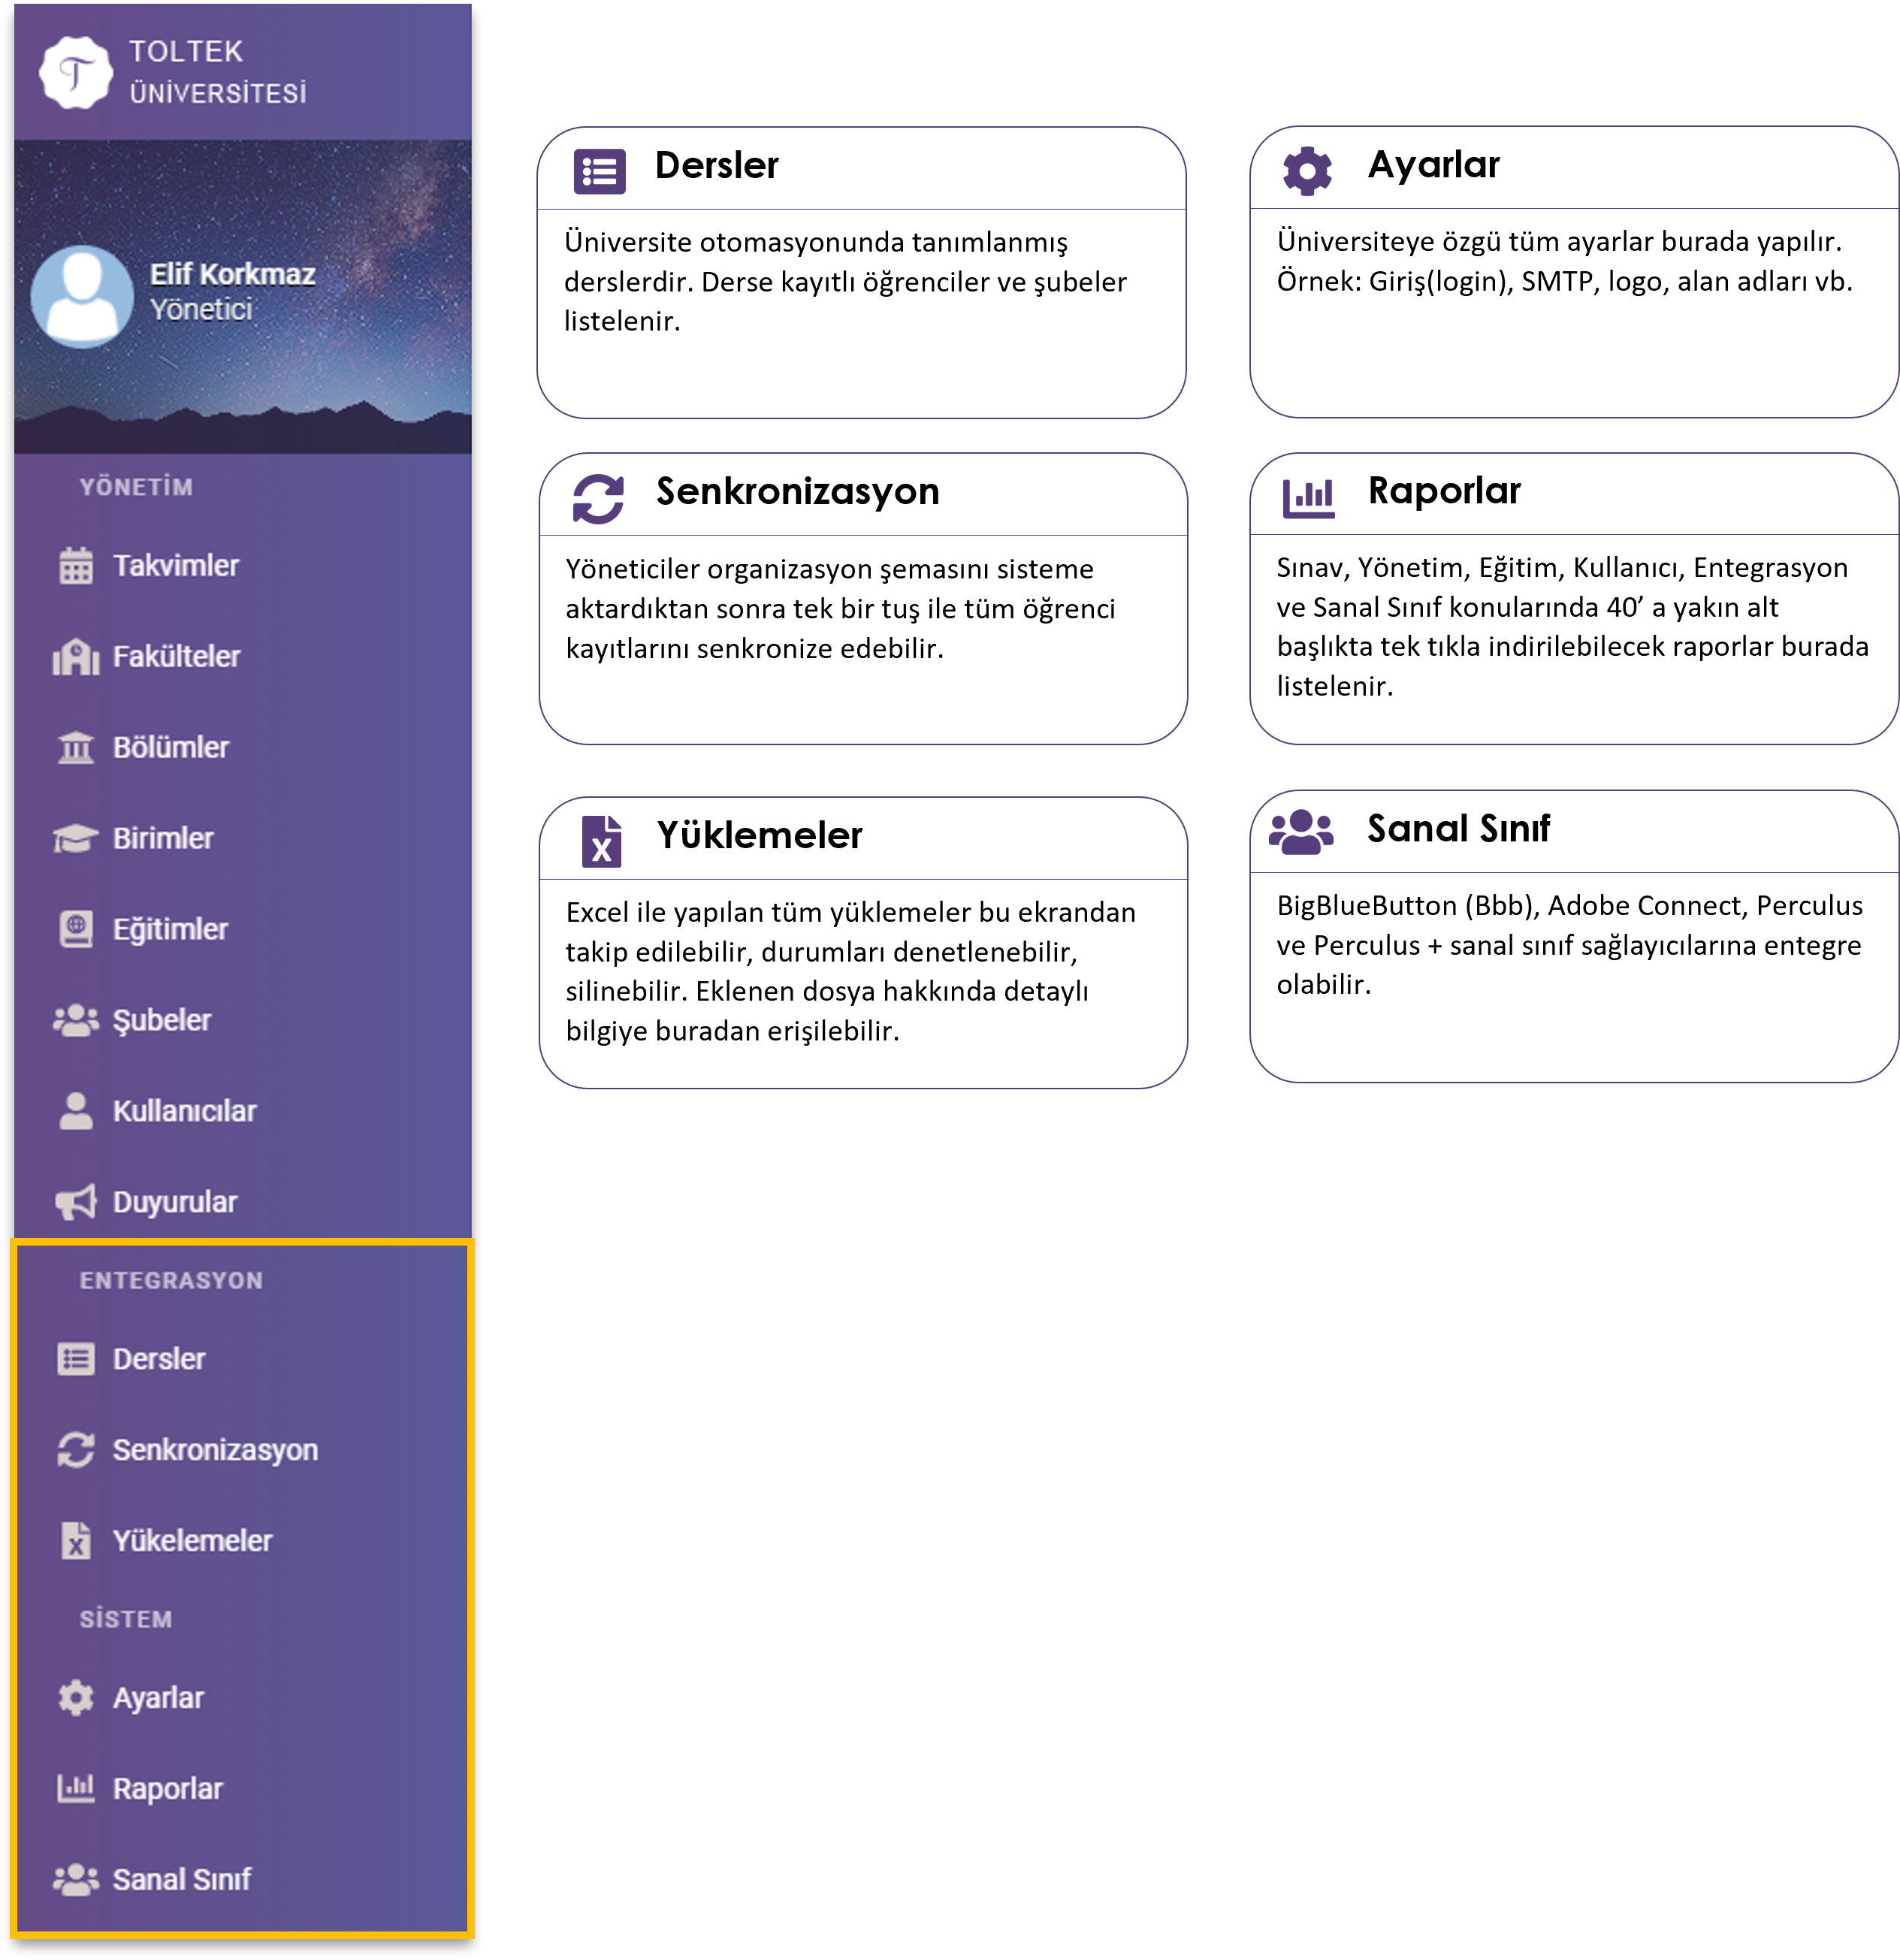 TOLTEK
ÜNİVERSİTESİ
Elif Korkmaz
Yönetici
YÖNETİM
Takvimler
Fakülteler
Bölümler
Birimler
Eğitimler
Şubeler
Kullanıcılar
Duyurular
ENTEGRASYON
Dersler
Senkronizasyon
Yükelemeler
SİSTEM
Ayarlar
Raporlar
Sanal Sınıf
Dersler
Üniversite otomasyonunda tanımlanmış
derslerdir. Derse kayıtlı öğrenciler ve şubeler
listelenir.
Ayarlar
Üniversiteye özgü tüm ayarlar burada yapılır.
Örnek: Giriş(login), SMTP, logo, alan adları vb.
Senkronizasyon
Yöneticiler organizasyon şemasını sisteme
aktardıktan sonra tek bir tuş ile tüm öğrenci
kayıtlarını senkronize edebilir.
Raporlar
Sınav, Yönetim, Eğitim, Kullanıcı, Entegrasyon
ve Sanal Sınıf konularında 40’ a yakın alt
başlıkta tek tıkla indirilebilecek raporlar burada
listelenir.
Yüklemeler
Excel ile yapılan tüm yüklemeler bu ekrandan
takip edilebilir, durumları denetlenebilir,
silinebilir. Eklenen dosya hakkında detaylı
bilgiye buradan erişilebilir.
Sanal Sınıf
BigBlueButton (Bbb), Adobe Connect, Perculus
ve Perculus + sanal sınıf sağlayıcılarına entegre
olabilir.